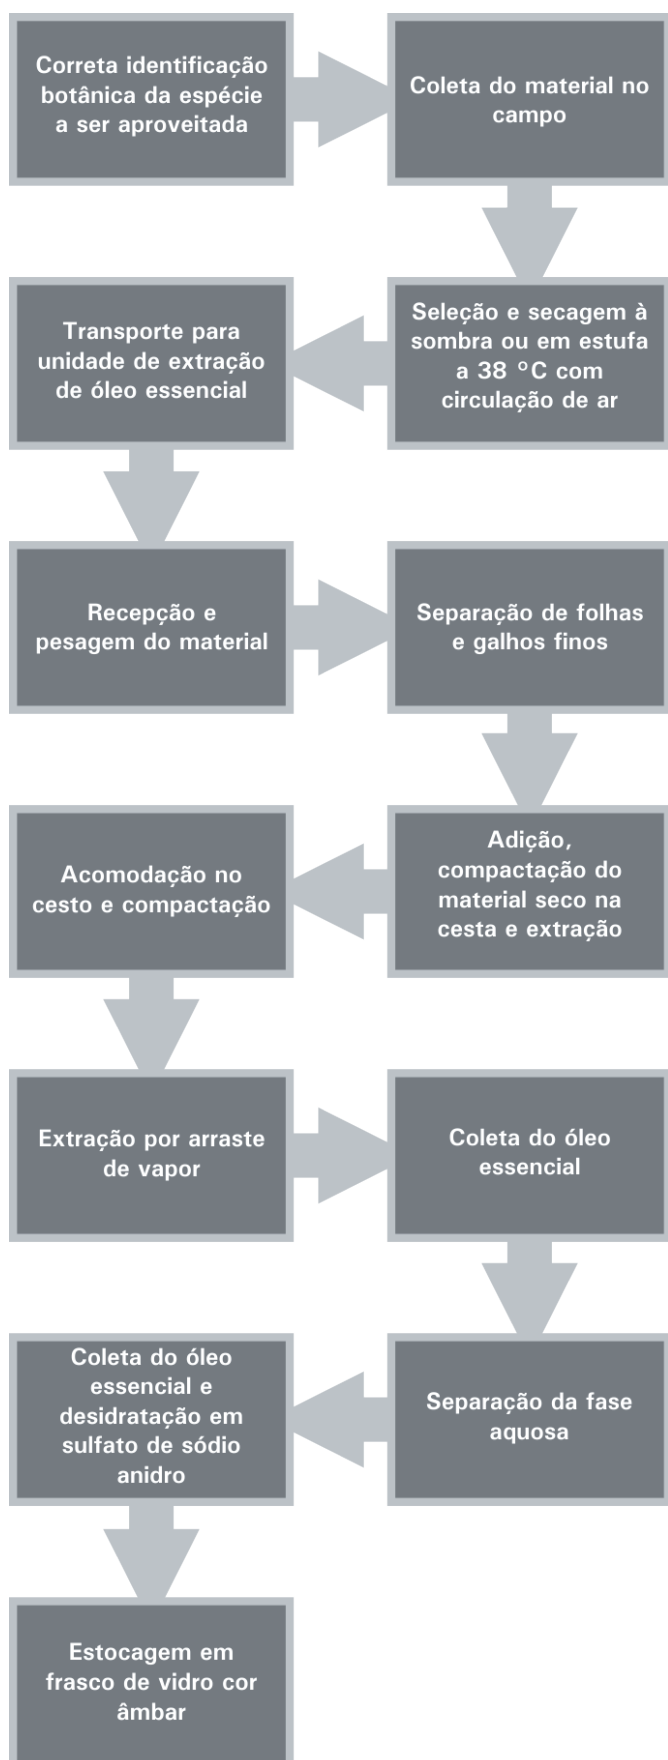 Correta identificação
botânica da espécie
a ser aproveitada
Coleta do material no
campo
Seleção e secagem à
sombra ou em estufa
a 38 °C com
circulação de ar
Transporte para
unidade de extração
de óleo essencial
Recepção e
pesagem do material
Separação de folhas
e galhos finos
Adição,
compactação do
material seco na
cesta e extração
Acomodação no
cesto e compactação
Extração por arraste
de vapor
Coleta do óleo
essencial
Separação da fase
aquosa
Coleta do óleo
essencial e
desidratação em
sulfato de sódio
anidro
Estocagem em
frasco de vidro cor
âmbar